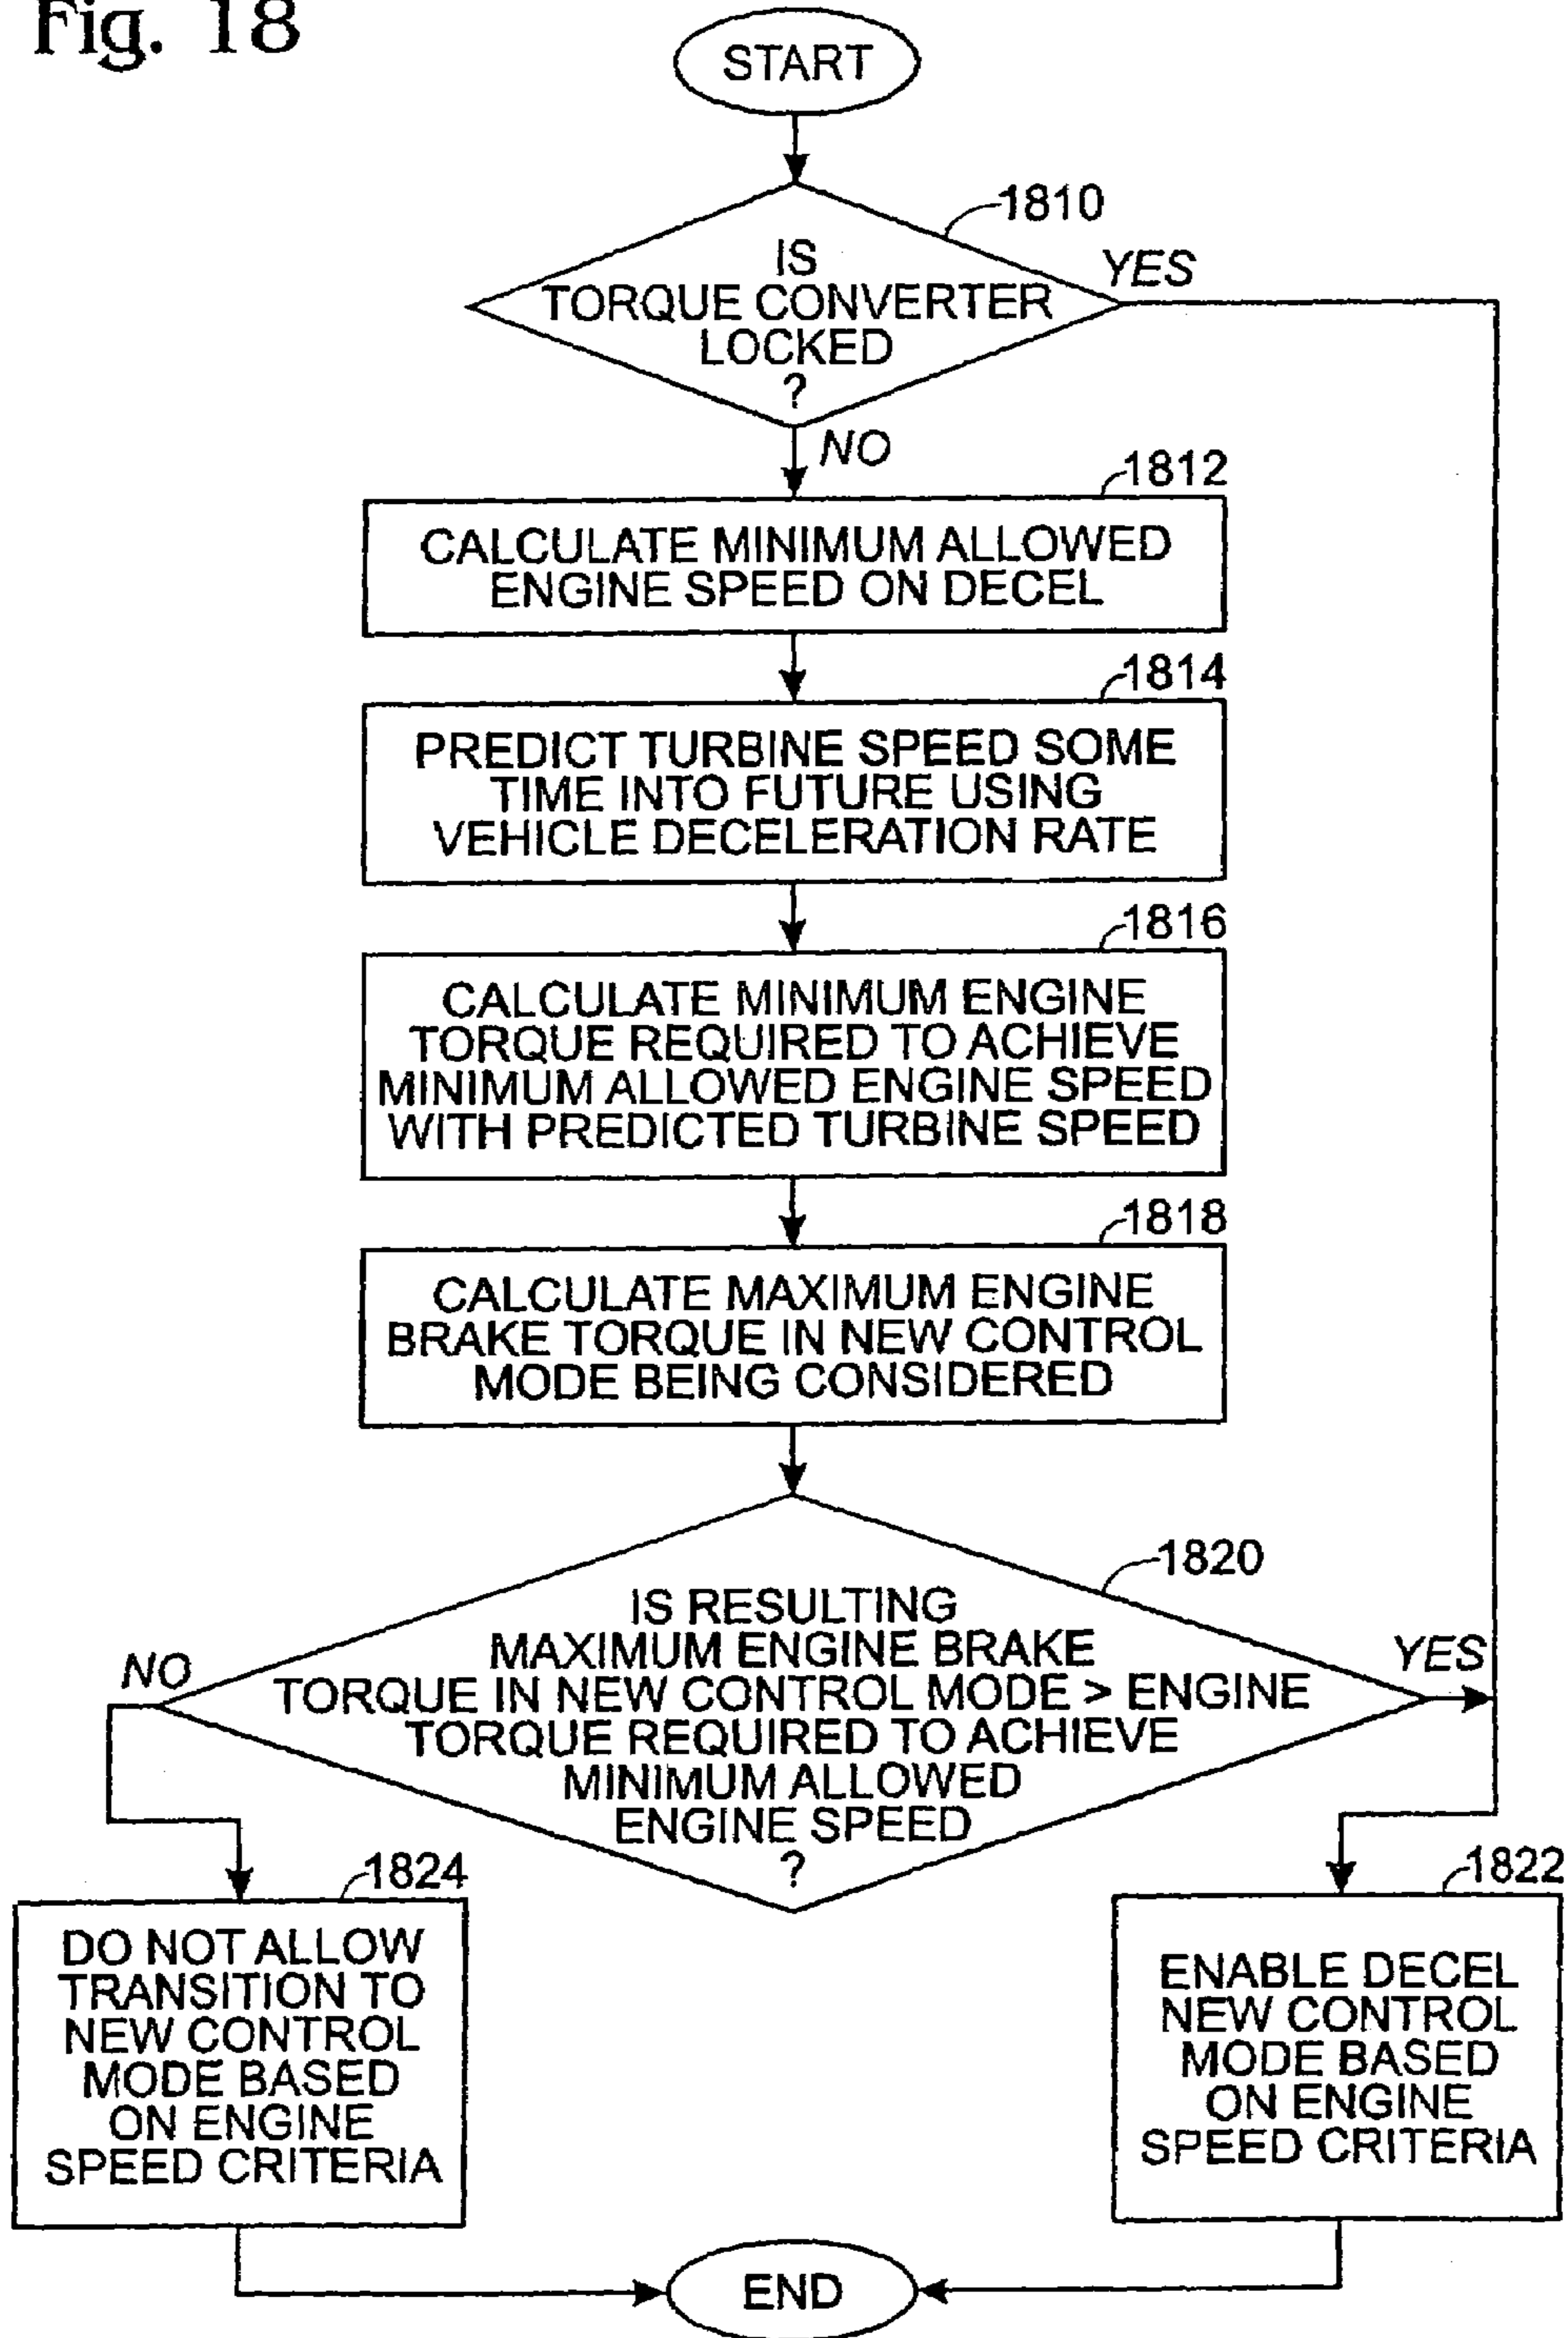 Fig. 18
START
1810
IS
TORQUE CONVERTER
LOCKED
?
YES
NO
1812
CALCULATE MINIMUM ALLOWED
ENGINE SPEED ON DECEL
1814
PREDICT TURBINE SPEED SOME
TIME INTO FUTURE USING
VEHICLE DECELERATION RATE
1816
CALCULATE MINIMUM ENGINE
TORQUE REQUIRED TO ACHIEVE
MINIMUM ALLOWED ENGINE SPEED
WITH PREDICTED TURBINE SPEED
1818
CALCULATE MAXIMUM ENGINE
BRAKE TORQUE IN NEW CONTROL
MODE BEING CONSIDERED
1820
IS RESULTING
MAXIMUM ENGINE BRAKE
TORQUE IN NEW CONTROL MODE > ENGINE
TORQUE REQUIRED TO ACHIEVE
MINIMUM ALLOWED
ENGINE SPEED
?
NO
YES
1824
DO NOT ALLOW
TRANSITION TO
NEW CONTROL
MODE BASED
ON ENGINE
SPEED CRITERIA
1822
ENABLE DECEL
NEW CONTROL
MODE BASED
ON ENGINE
SPEED CRITERIA
END